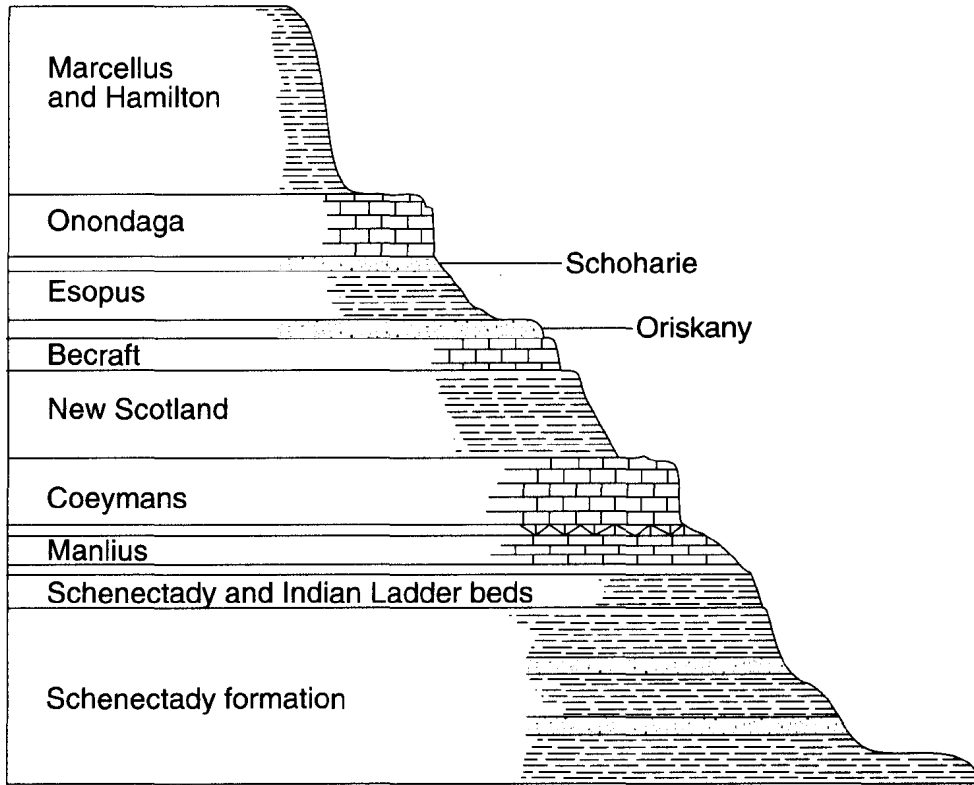 Marcellus
and Hamilton
Onondaga
Schoharie
Esopus
Oriskany
Becraft
New Scotland
Coeymans
Manlius
Schenectady and Indian Ladder beds
Schenectady formation